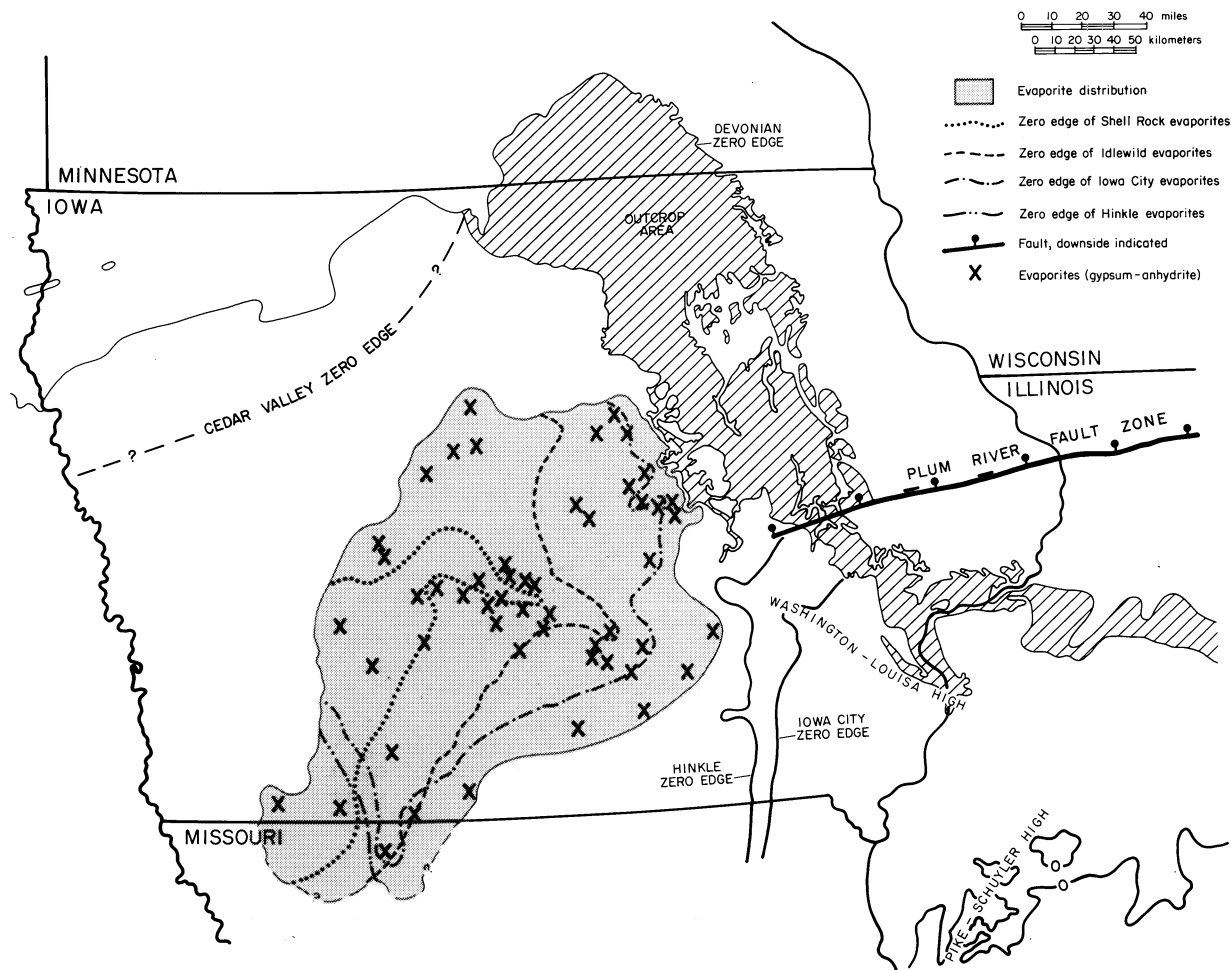 0 10 20 30 40 miles
0 10 20 30 40 50 kilometers
Evaporite distribution
Zero edge of Shell Rock evaporites
Zero edge of Idlewild evaporites
Zero edge of Iowa City evaporites
Zero edge of Hinkle evaporites
Fault, downside indicated
X Evaporites (gypsum-anhydrite)
DEVONIAN
ZERO EDGE
MINNESOTA
IOWA
OUTCROP
AREA
? CEDAR VALLEY ZERO EDGE ?
WISCONSIN
ILLINOIS
PLUM RIVER FAULT ZONE
WASHINGTON-LOUISA HIGH
IOWA CITY
ZERO EDGE
HINKLE
ZERO EDGE
MISSOURI
?
?
PIKE - SCHUYLER HIGH
O
O